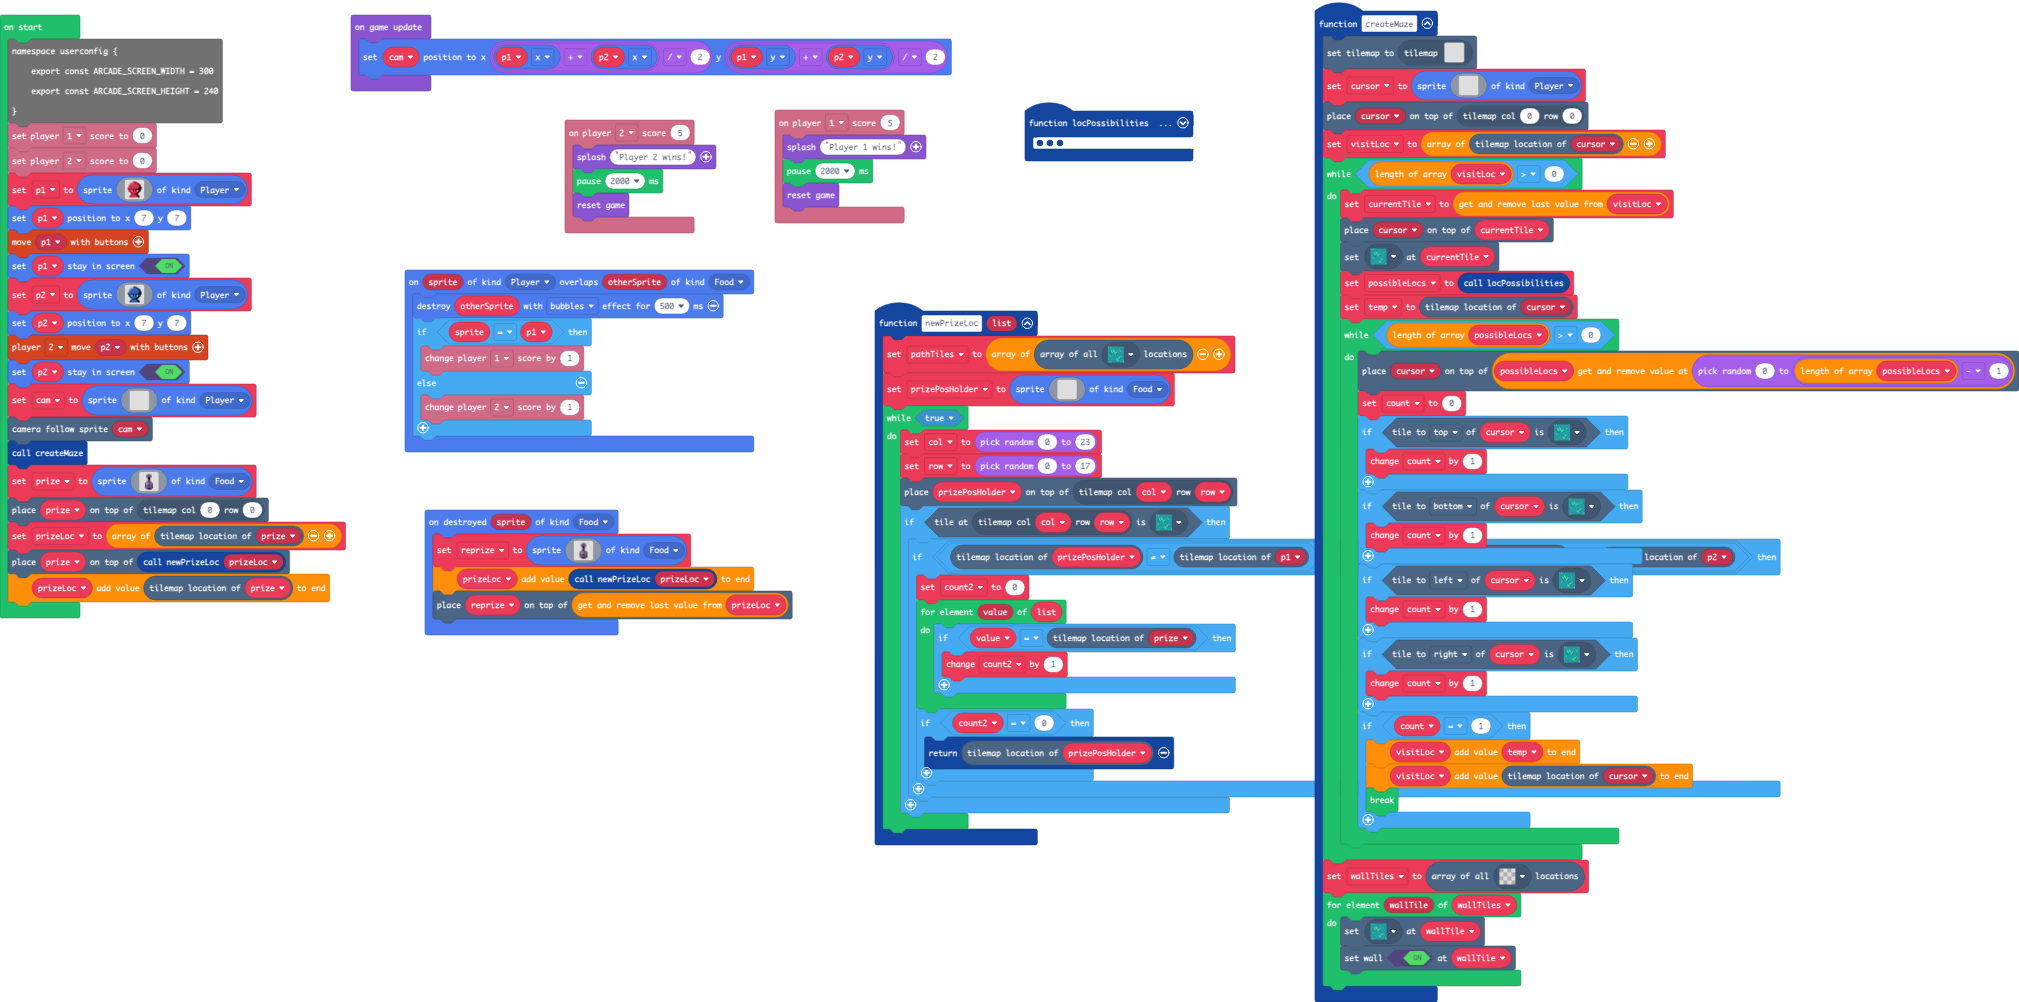 on start
namespace userconfig {
export const ARCADE_SCREEN_WIDTH = 300
export const ARCADE_SCREEN_HEIGHT = 240
}
set player 1 score to 0
set player 2 score to 0
set p1 to sprite of kind Player
set p1 position to x 7 y 7
move p1 with buttons
set p1 stay in screen ON
set p2 to sprite of kind Player
set p2 position to x 7 y 7
player 2 move p2 with buttons
set p2 stay in screen ON
set cam to sprite of kind Player
camera follow sprite cam
call createMaze
set prize to sprite of kind Food
place prize on top of tilemap col 0 row 0
set prizeLoc to array of tilemap location of prize
place prize on top of call newPrizeLoc prizeLoc
prizeLoc add value tilemap location of prize to end
on game update
set cam position to x p1 x + p2 x / 2 y p1 y + p2 y / 2
on player 2 score 5
splash "Player 2 wins!"
pause 2000 ms
reset game
on player 1 score 5
splash "Player 1 wins!"
pause 2000 ms
reset game
function locPossibilities ...
on sprite of kind Player overlaps otherSprite of kind Food
destroy otherSprite with bubbles effect for 500 ms
if sprite = p1 then
change player 1 score by 1
else
change player 2 score by 1
on destroyed sprite of kind Food
set reprize to sprite of kind Food
prizeLoc add value call newPrizeLoc prizeLoc to end
place reprize on top of get and remove last value from prizeLoc
function newPrizeLoc list
set pathTiles to array of array of all locations
set prizePosHolder to sprite of kind Food
while true
do
set col to pick random 0 to 23
set row to pick random 0 to 17
place prizePosHolder on top of tilemap col col row row
if tile at tilemap col col row row is then
if tilemap location of prizePosHolder ≠ tilemap location of p1
location of p2 then
set count2 to 0
for element value of list
do
if value = tilemap location of prize then
change count2 by 1
if count2 = 0 then
return tilemap location of prizePosHolder
function createMaze
set tilemap to tilemap
set cursor to sprite of kind Player
place cursor on top of tilemap col 0 row 0
set visitLoc to array of tilemap location of cursor
while length of array visitLoc > 0
do
set currentTile to get and remove last value from visitLoc
place cursor on top of currentTile
set at currentTile
set possibleLocs to call locPossibilities
set temp to tilemap location of cursor
while length of array possibleLocs > 0
do
place cursor on top of possibleLocs get and remove value at pick random 0 to length of array possibleLocs - 1
set count to 0
if tile to top of cursor is then
change count by 1
if tile to bottom of cursor is then
change count by 1
if tile to left of cursor is then
change count by 1
if tile to right of cursor is then
change count by 1
if count = 1 then
visitLoc add value temp to end
visitLoc add value tilemap location of cursor to end
break
set wallTiles to array of all locations
for element wallTile of wallTiles
do
set at wallTile
set wall ON at wallTile